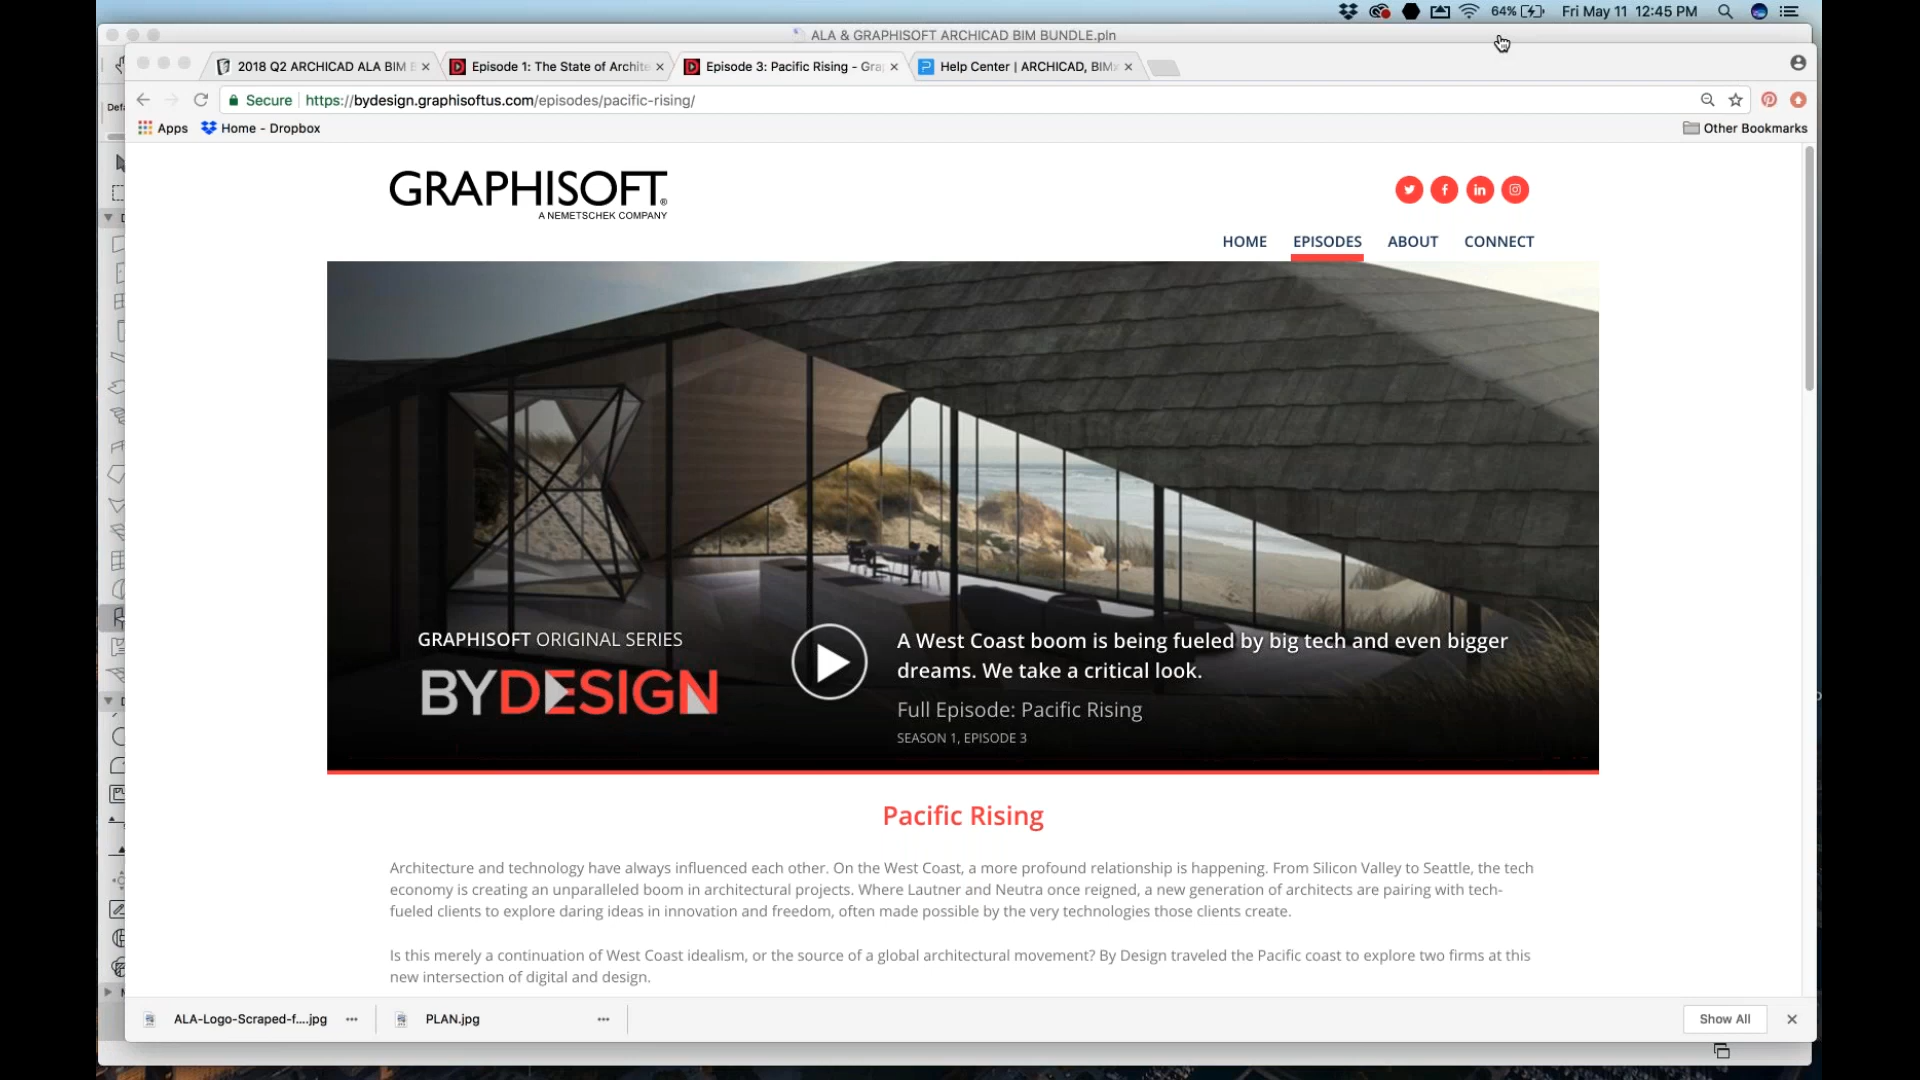 64%
Fri May 11 12:45 PM
ALA & GRAPHISOFT ARCHICAD BIM BUNDLE.pln
2018 Q2 ARCHICAD ALA BIM
Episode 1: The State of Archite
Episode 3: Pacific Rising - Gra
Help Center | ARCHICAD, BIMx
Secure
https://bydesign.graphisoftus.com/episodes/pacific-rising/
Apps
Home - Dropbox
Other Bookmarks
GRAPHISOFT®
A NEMETSCHEK COMPANY
HOME
EPISODES
ABOUT
CONNECT
GRAPHISOFT ORIGINAL SERIES
BYDESIGN
A West Coast boom is being fueled by big tech and even bigger
dreams. We take a critical look.
Full Episode: Pacific Rising
SEASON 1, EPISODE 3
Pacific Rising
Architecture and technology have always influenced each other. On the West Coast, a more profound relationship is happening. From Silicon Valley to Seattle, the tech
economy is creating an unparalleled boom in architectural projects. Where Lautner and Neutra once reigned, a new generation of architects are pairing with tech-
fueled clients to explore daring ideas in innovation and freedom, often made possible by the very technologies those clients create.
Is this merely a continuation of West Coast idealism, or the source of a global architectural movement? By Design traveled the Pacific coast to explore two firms at this
new intersection of digital and design.
ALA-Logo-Scraped-f....jpg
PLAN.jpg
Show All